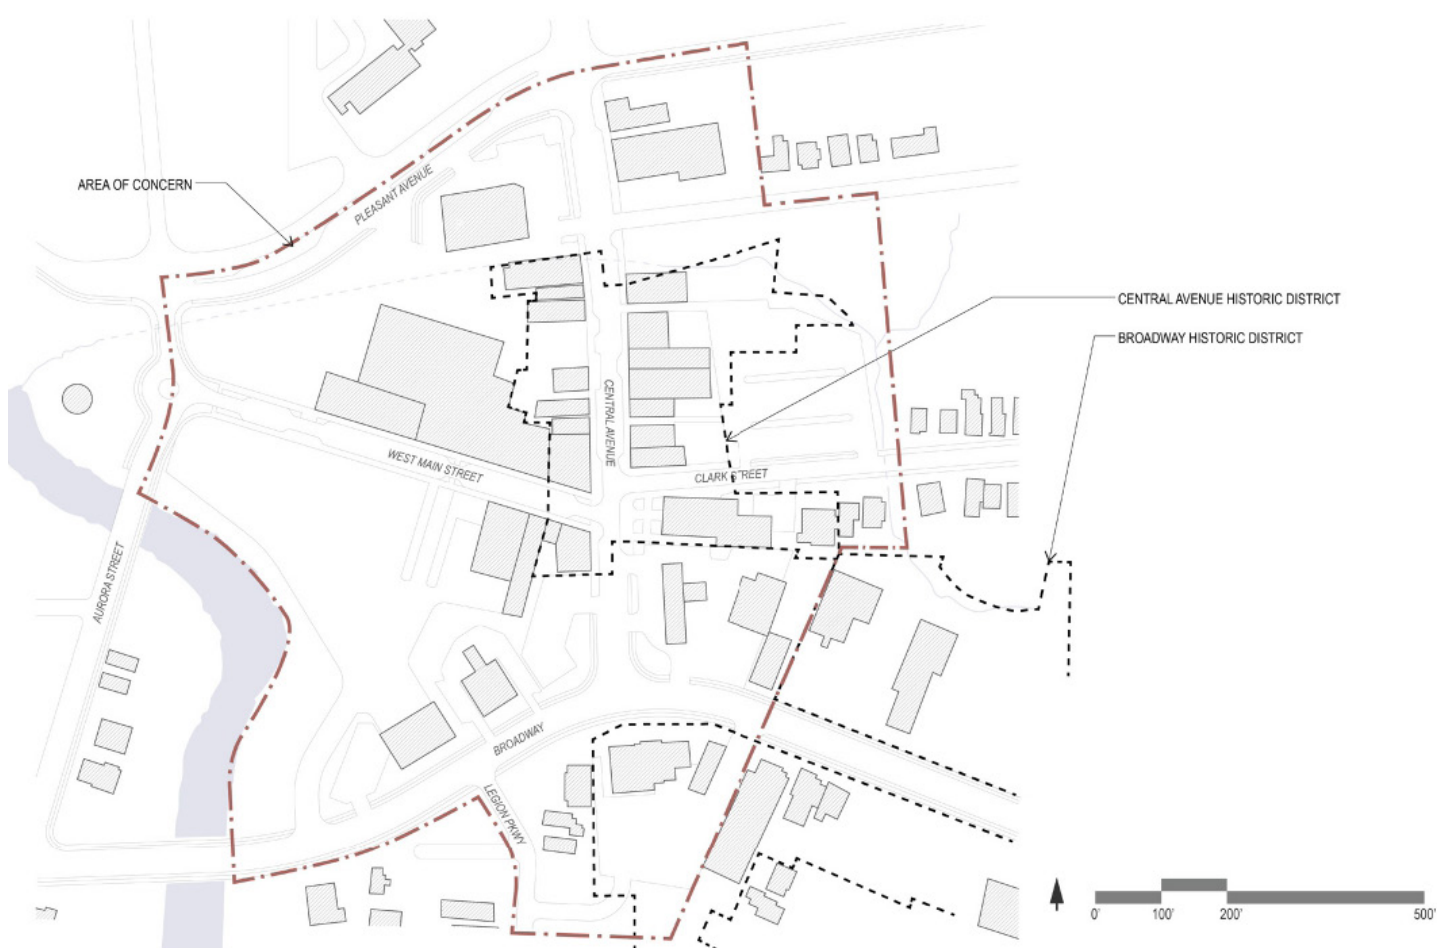 AREA OF CONCERN
PLEASANT AVENUE
CENTRAL AVENUE HISTORIC DISTRICT
BROADWAY HISTORIC DISTRICT
CENTRAL AVENUE
WEST MAIN STREET
CLARK STREET
AURORA STREET
BROADWAY
LEGION PKWY
0' 100' 200' 500'